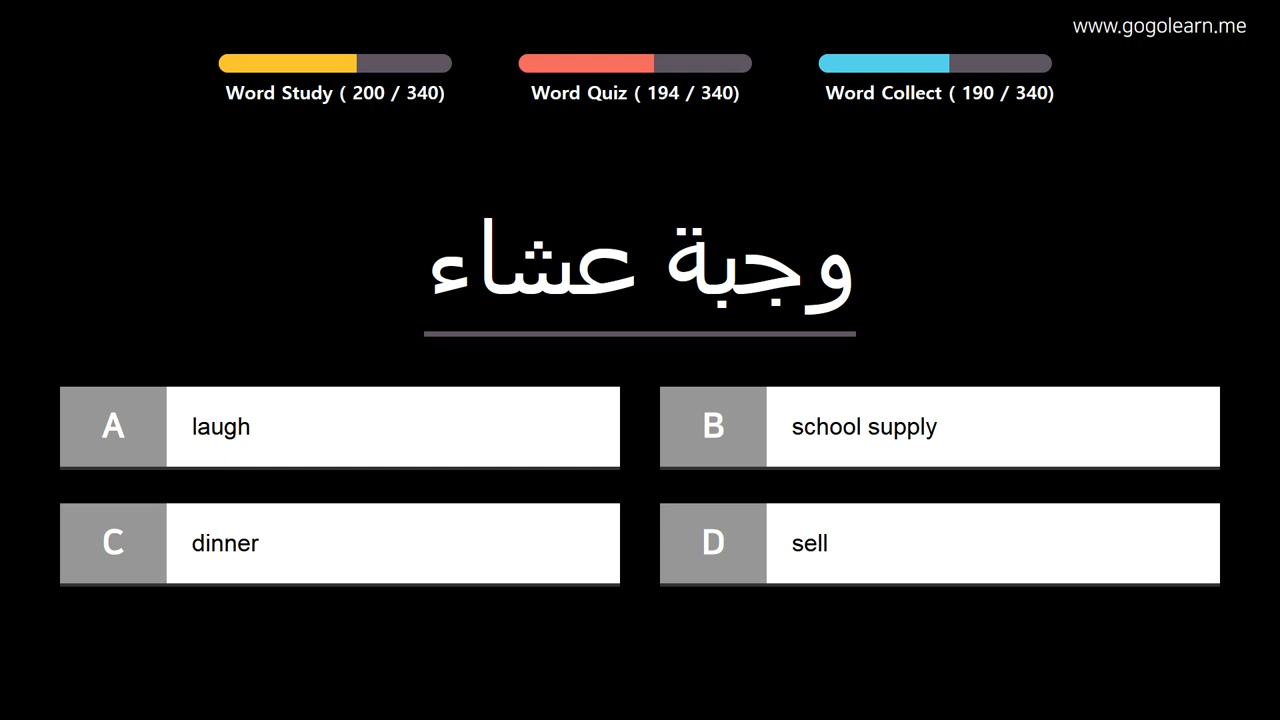 www.gogolearn.me
Word Study ( 200 / 340)
Word Quiz ( 194 / 340)
Word Collect ( 190 / 340)
وجبة عشاء
A laugh
B school supply
C dinner
D sell